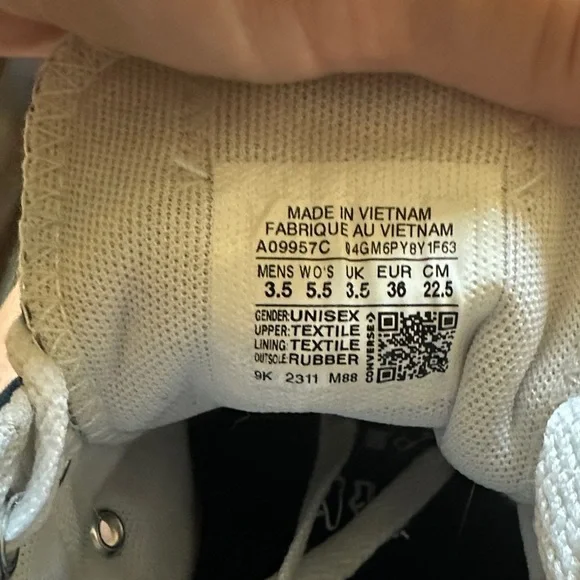 MADE IN VIETNAM
FABRIQUE AU VIETNAM
A09957C 04GM6PY8Y1F63
MENS WO'S UK EUR CM
3.5 5.5 3.5 36 22.5
GENDER: UNISEX
UPPER: TEXTILE
LINING: TEXTILE
OUTSOLE: RUBBER
CONVERSE
9K 2311 M88